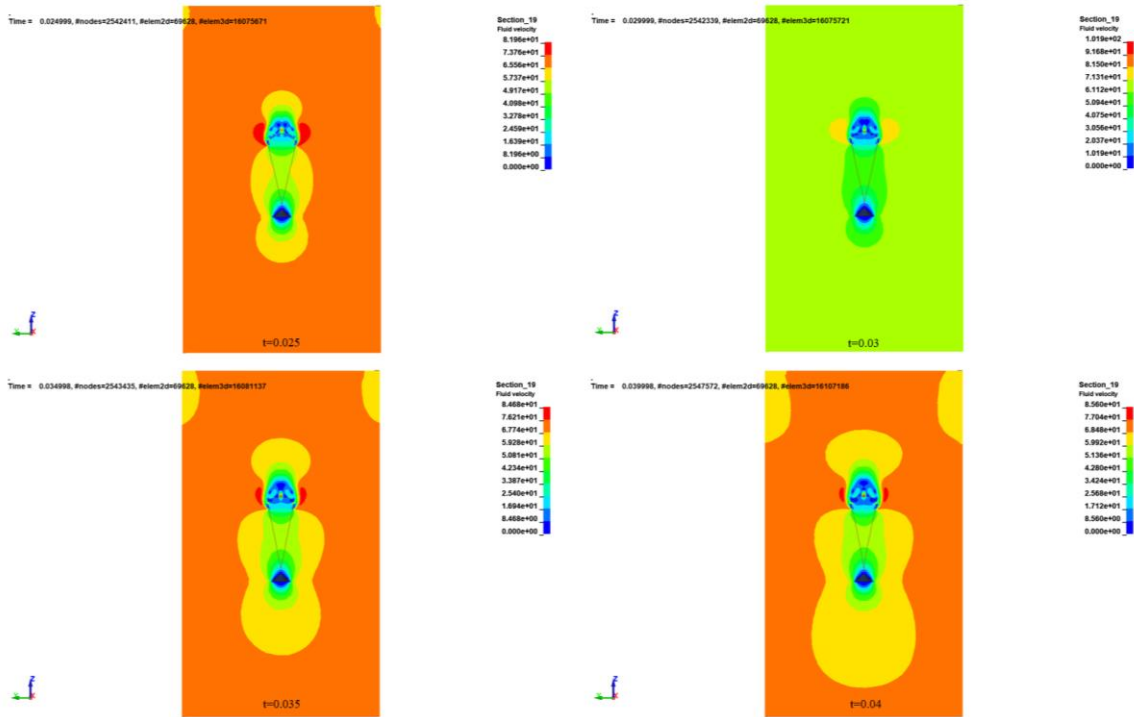 Time = 0.024999, #nodes=2542411, #elem2d=69628, #elem3d=16075671
Section_19
Fluid velocity
8.196e+01
7.376e+01
6.556e+01
5.737e+01
4.917e+01
4.098e+01
3.278e+01
2.459e+01
1.639e+01
8.196e+00
0.000e+00
Z
Y
X
t=0.025
Time = 0.029999, #nodes=2542339, #elem2d=69628, #elem3d=16075721
Section_19
Fluid velocity
1.019e+02
9.168e+01
8.150e+01
7.131e+01
6.112e+01
5.094e+01
4.075e+01
3.056e+01
2.037e+01
1.019e+01
0.000e+00
Z
Y
X
t=0.03
Time = 0.034998, #nodes=2543435, #elem2d=69628, #elem3d=16081137
Section_19
Fluid velocity
8.468e+01
7.621e+01
6.774e+01
5.928e+01
5.081e+01
4.234e+01
3.387e+01
2.540e+01
1.694e+01
8.468e+00
0.000e+00
Z
Y
X
t=0.035
Time = 0.039998, #nodes=2547572, #elem2d=69628, #elem3d=16107186
Section_19
Fluid velocity
8.560e+01
7.704e+01
6.848e+01
5.992e+01
5.136e+01
4.280e+01
3.424e+01
2.568e+01
1.712e+01
8.560e+00
0.000e+00
Z
Y
X
t=0.04